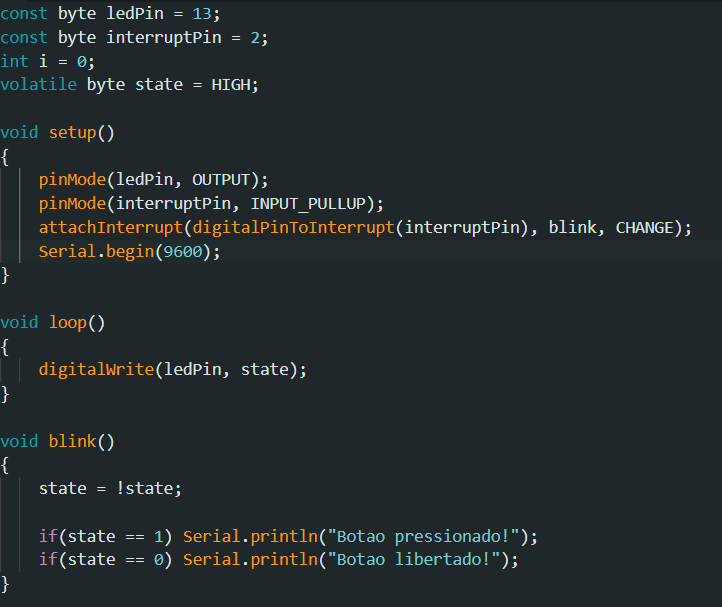 const byte ledPin = 13;
const byte interruptPin = 2;
int i = 0;
volatile byte state = HIGH;

void setup()
{
    pinMode(ledPin, OUTPUT);
    pinMode(interruptPin, INPUT_PULLUP);
    attachInterrupt(digitalPinToInterrupt(interruptPin), blink, CHANGE);
    Serial.begin(9600);
}

void loop()
{
    digitalWrite(ledPin, state);
}

void blink()
{
    state = !state;

    if(state == 1) Serial.println("Botao pressionado!");
    if(state == 0) Serial.println("Botao libertado!");
}